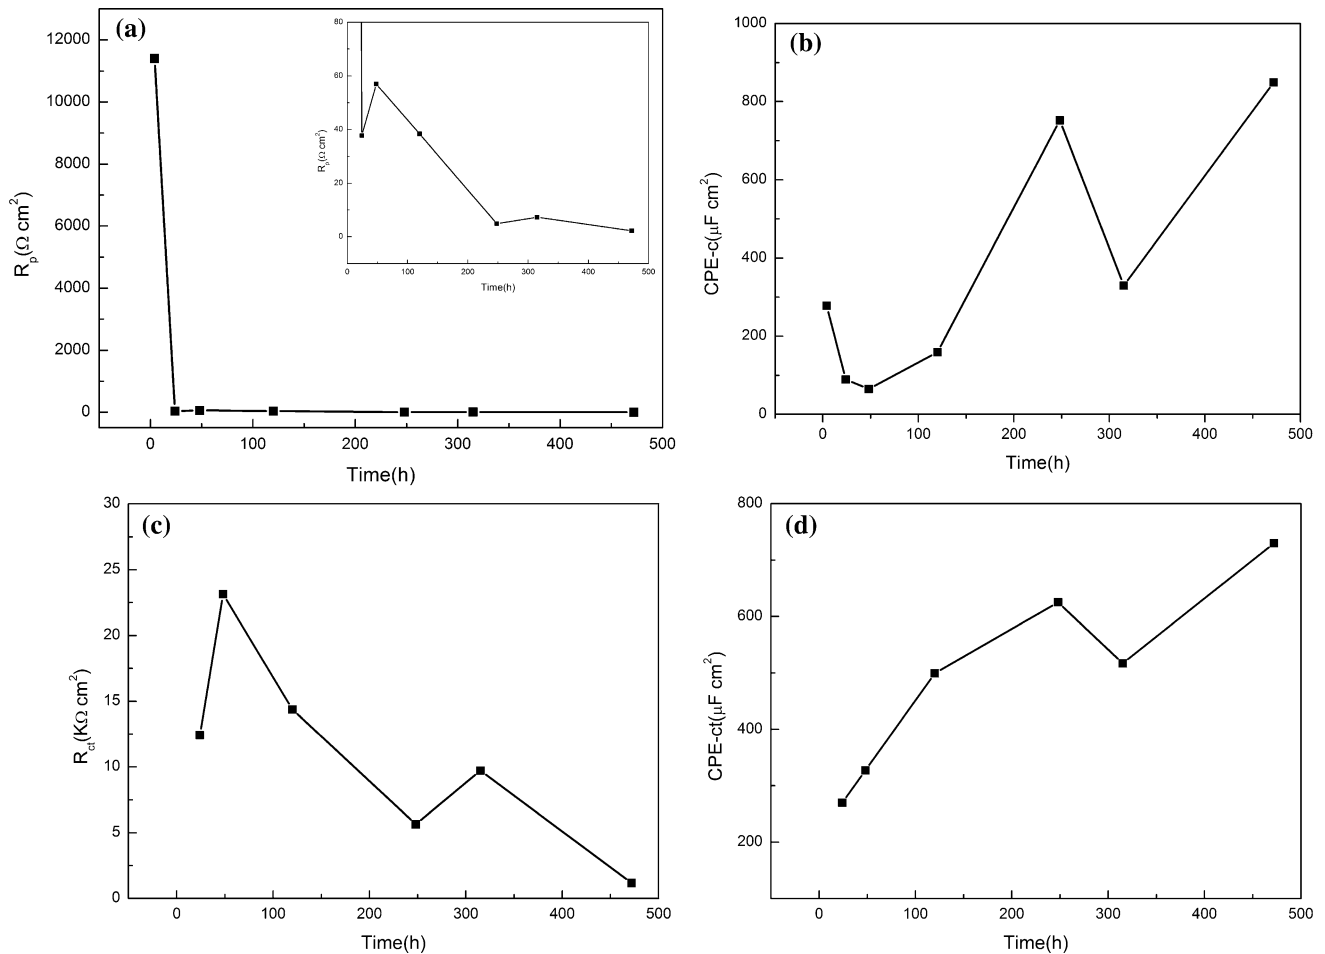 (a)
12000
10000
8000
6000
4000
2000
0
Rp(Ω cm²)
0 100 200 300 400 500
Time(h)
80
60
40
20
0
Rp(Ω cm²)
0 100 200 300 400 500
Time(h)
(b)
1000
800
600
400
200
0
CPE-c(μF cm²)
0 100 200 300 400 500
Time(h)
(c)
30
25
20
15
10
5
0
Rct(KΩ cm²)
0 100 200 300 400 500
Time(h)
(d)
800
600
400
200
CPE-ct(μF cm²)
0 100 200 300 400 500
Time(h)